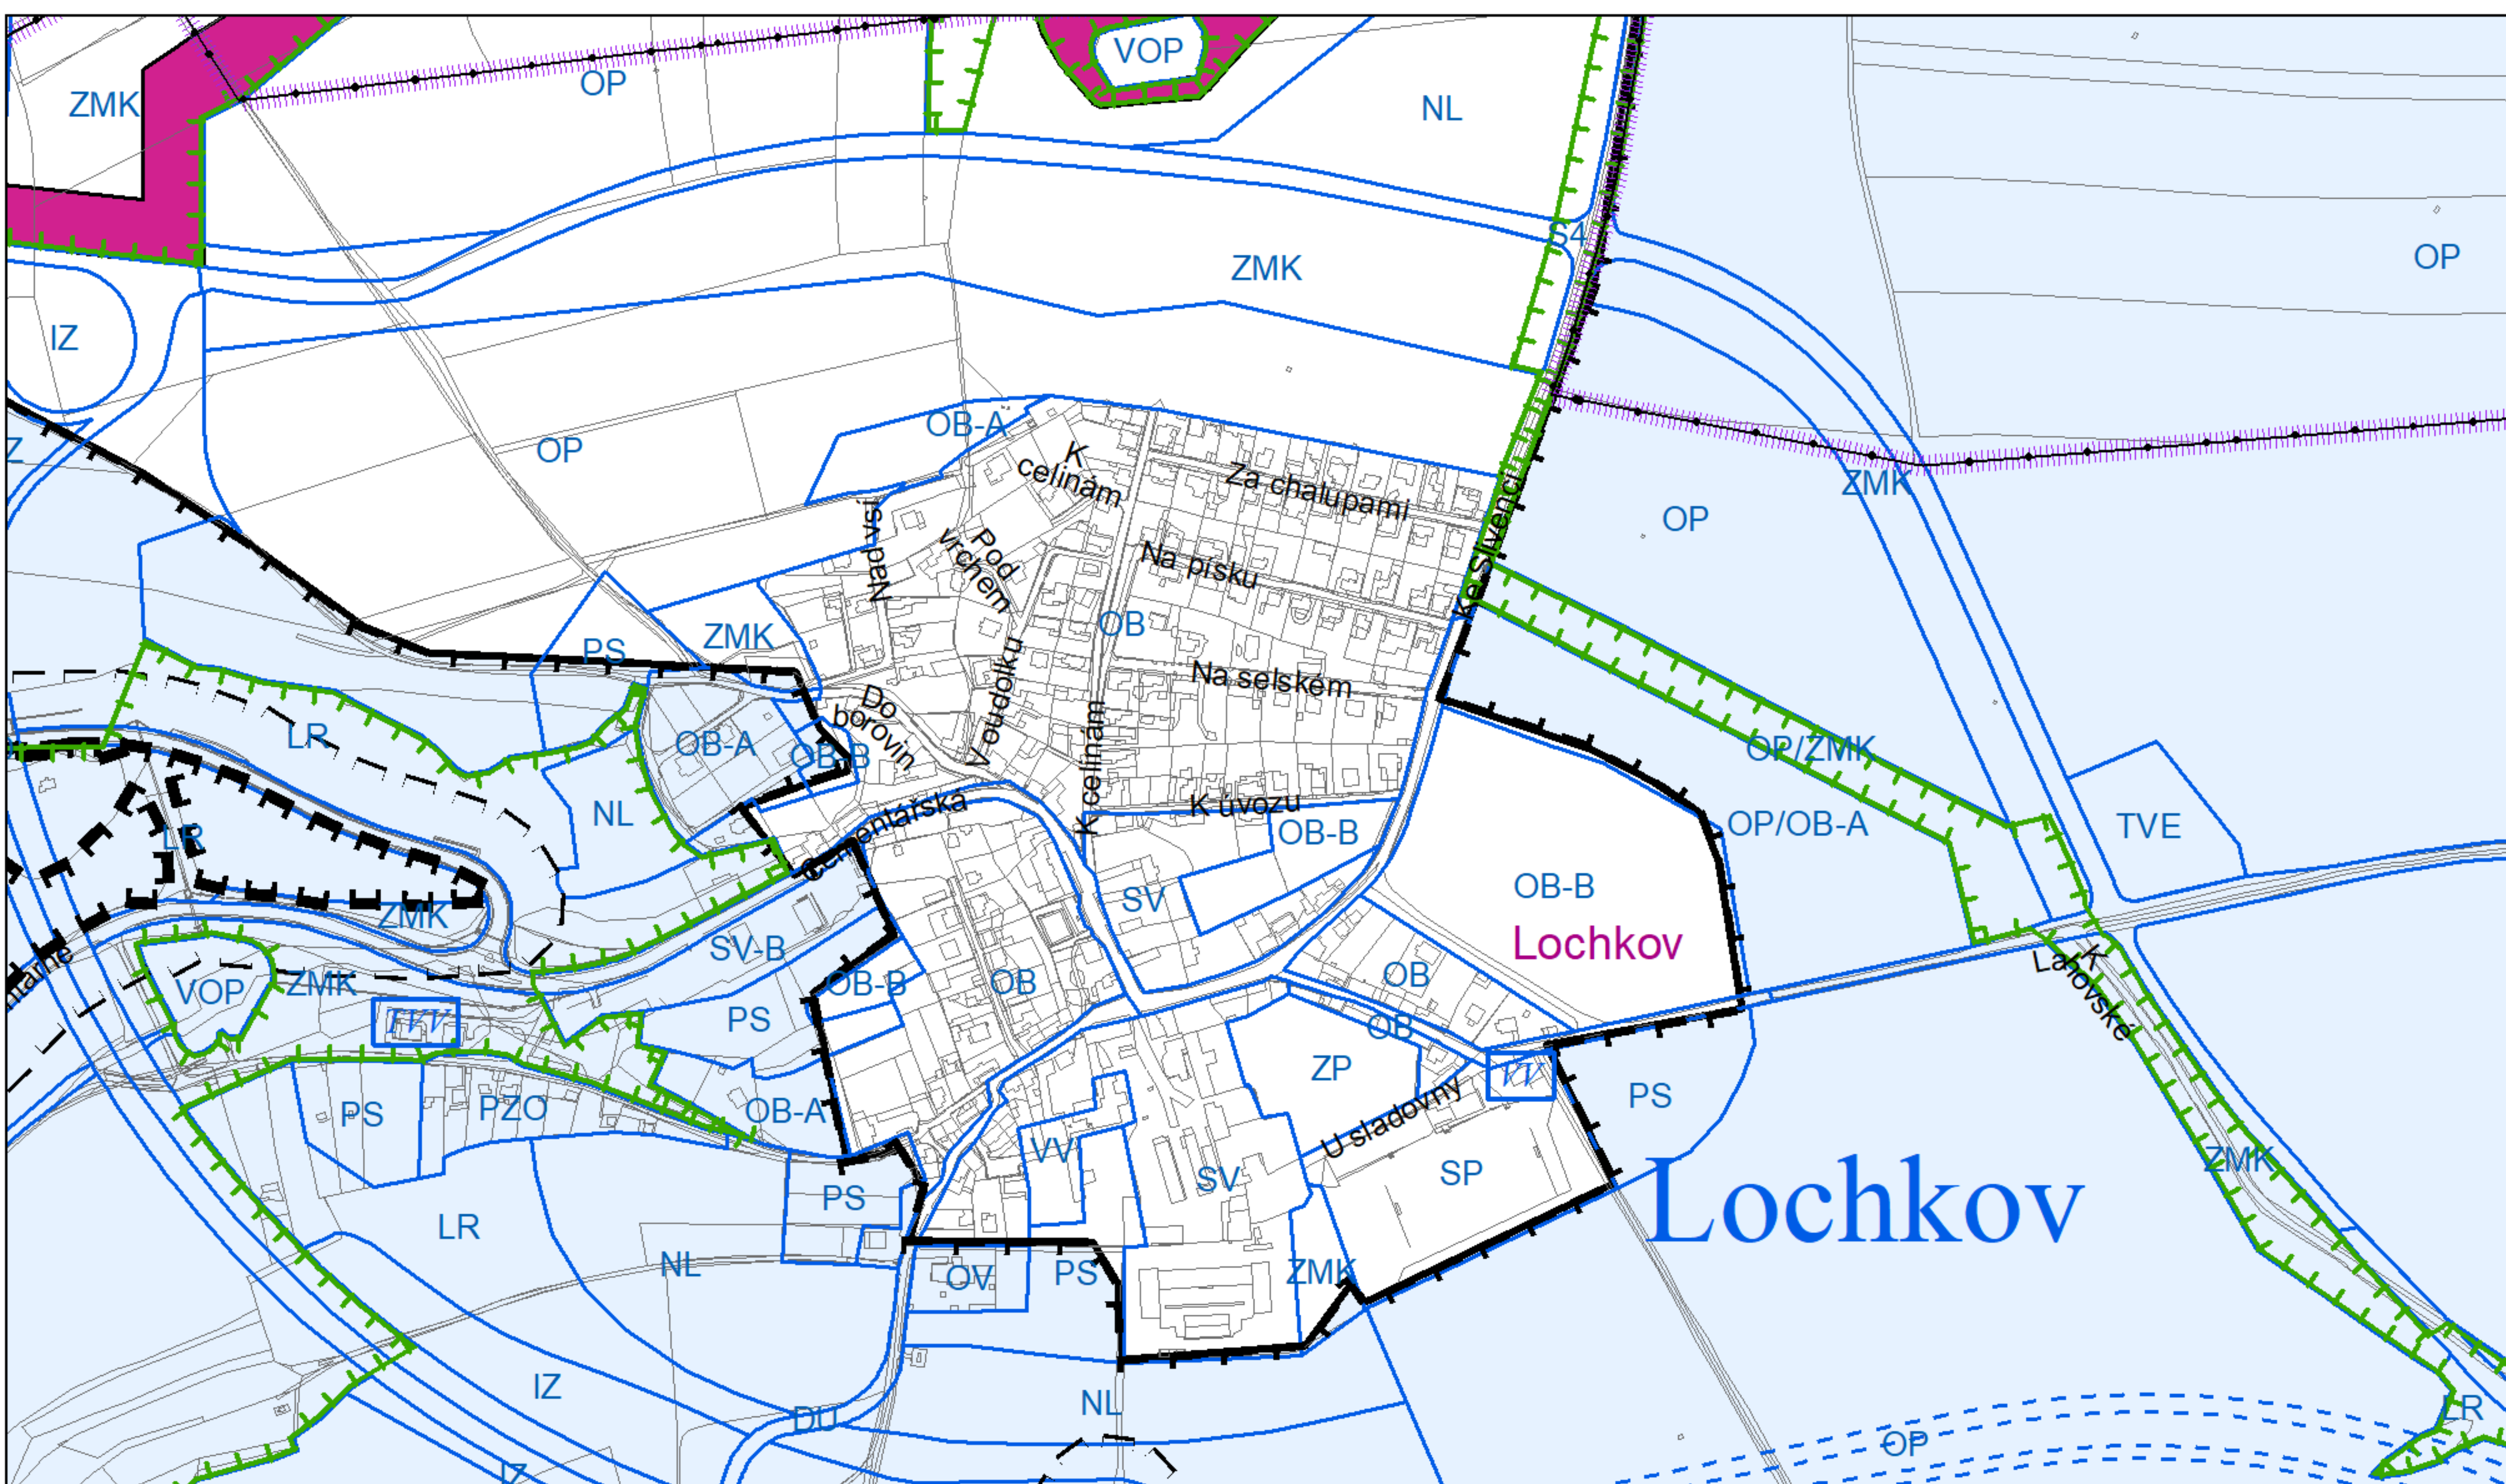 VOP
OP
ZMK
NL
S4
ZMK
OP
IZ
OB-A
K
celinám
Za chalupami
OP
Z
ZMK
OP
Nad vsí
Pod
vrchem
Na písku
Ke Slivenci
OB
ZMK
PS
V oudolku
Na selském
Do
borovin
LR
OB-A
OB-B
K celinám
OP/ZMK
NL
Cementářská
K úvozu
OB-B
OP/OB-A
TVE
LR
OB-B
SV
ZMK
SV-B
Lochkov
OB
K
Lahovské
VOP
ZMK
OB-B
OB
TVV
PS
OB
ZP
VV
PS
PS
PZO
OB-A
U sladovny
VV
SV
SP
ZMK
PS
Lochkov
LR
NL
OV
PS
ZMK
IZ
NL
DU
LR
OP
IZ